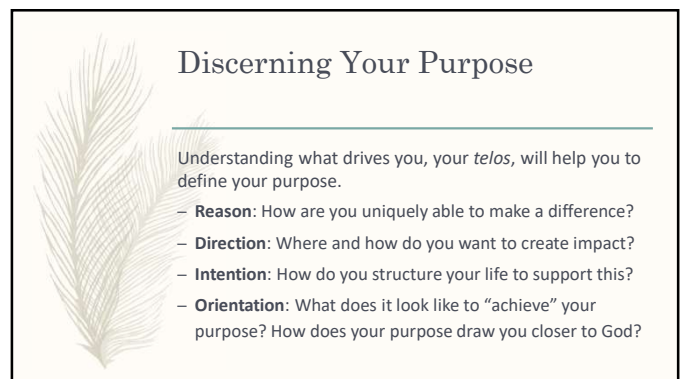 Discerning Your Purpose
Understanding what drives you, your telos, will help you to
define your purpose.
– Reason: How are you uniquely able to make a difference?
– Direction: Where and how do you want to create impact?
– Intention: How do you structure your life to support this?
– Orientation: What does it look like to “achieve” your
purpose? How does your purpose draw you closer to God?